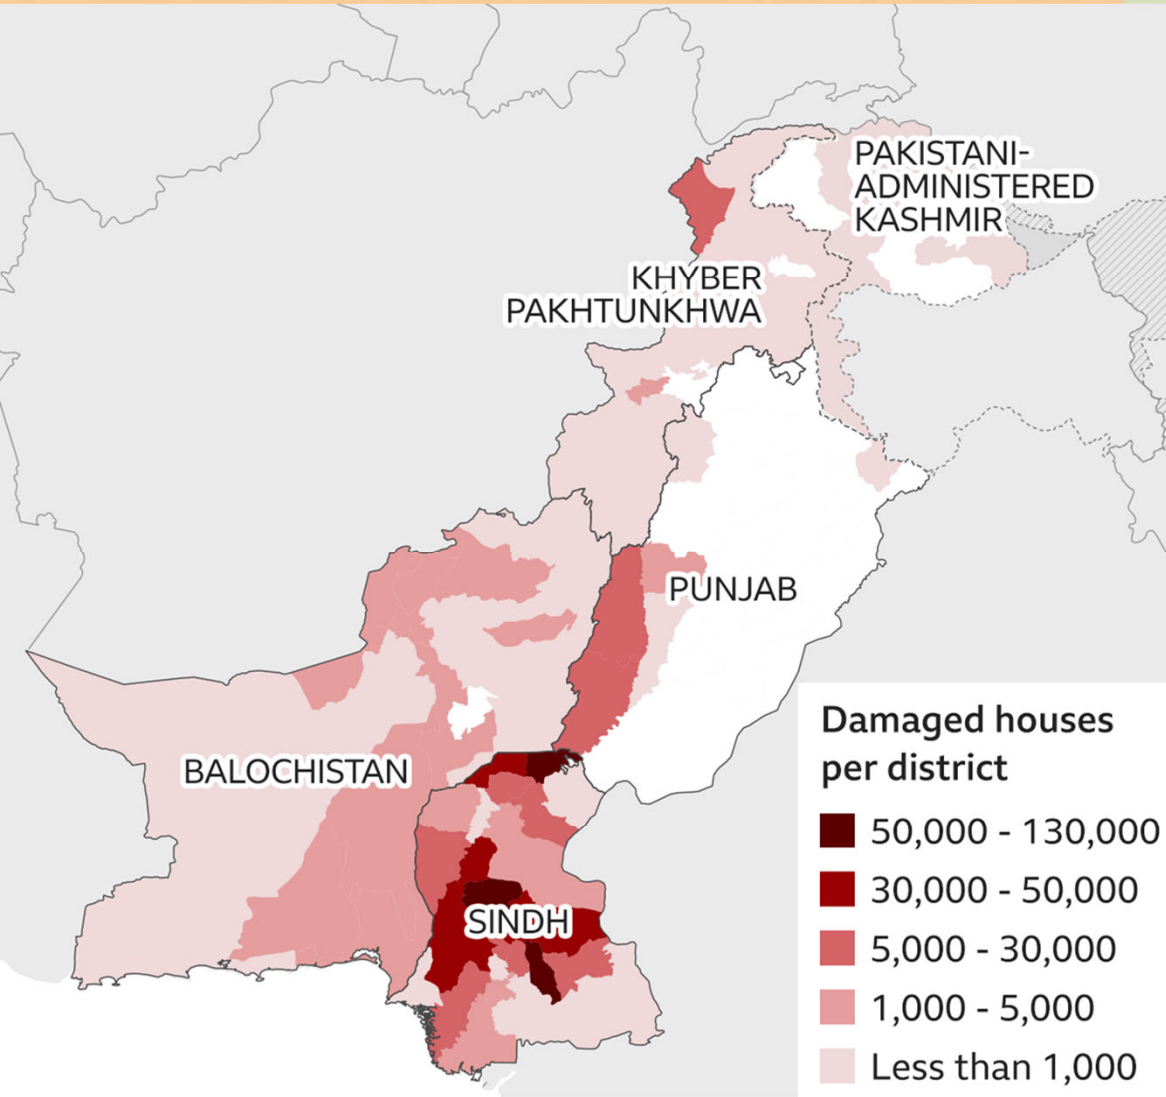 PAKISTANI-
ADMINISTERED
KASHMIR
KHYBER
PAKHTUNKHWA
PUNJAB
BALOCHISTAN
SINDH
Damaged houses
per district
50,000 - 130,000
30,000 - 50,000
5,000 - 30,000
1,000 - 5,000
Less than 1,000